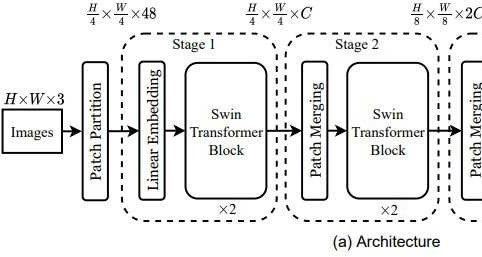 H/4 × W/4 × 48
H/4 × W/4 × C
H/8 × W/8 × 2C
Stage 1
Stage 2
H×W×3
Images
Patch Partition
Linear Embedding
Swin
Transformer
Block
×2
Patch Merging
Swin
Transformer
Block
×2
Patch Merging
(a) Architecture